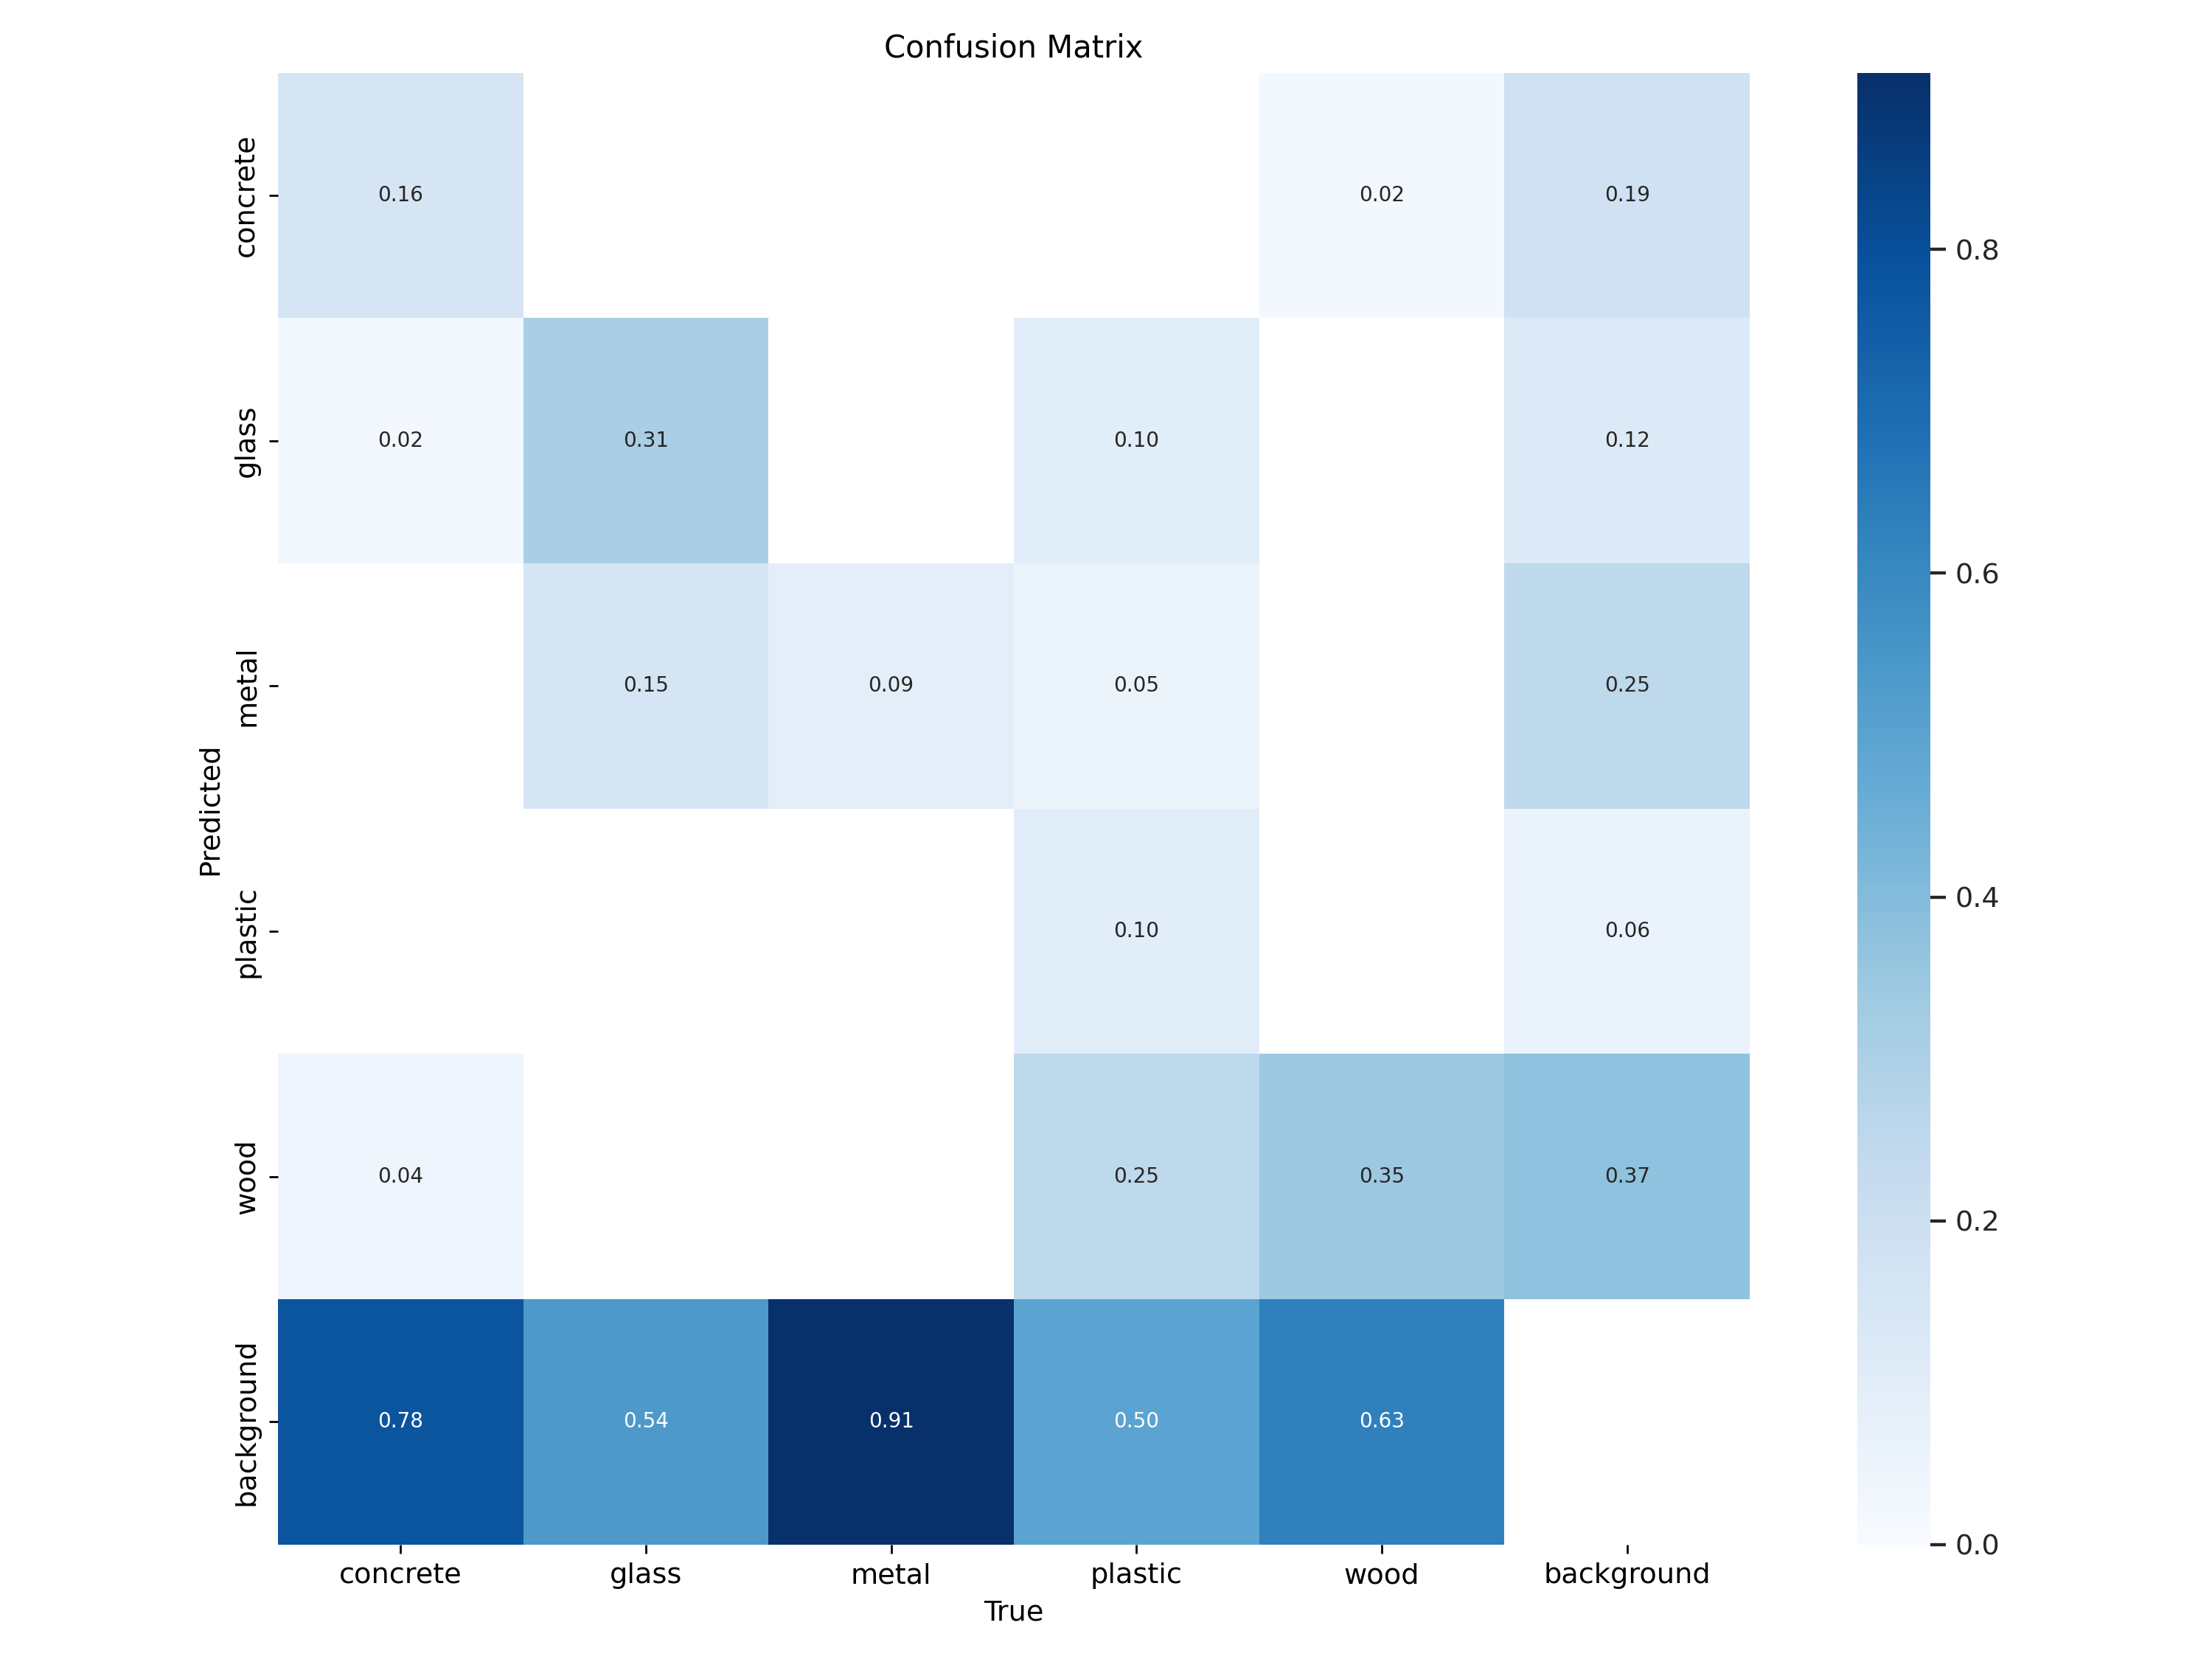 Confusion Matrix
concrete
0.16
0.02
0.19
0.8
glass
0.02
0.31
0.10
0.12
0.6
metal
0.15
0.09
0.05
0.25
Predicted
plastic
0.10
0.06
0.4
wood
0.04
0.25
0.35
0.37
0.2
background
0.78
0.54
0.91
0.50
0.63
0.0
concrete glass metal plastic wood background
True